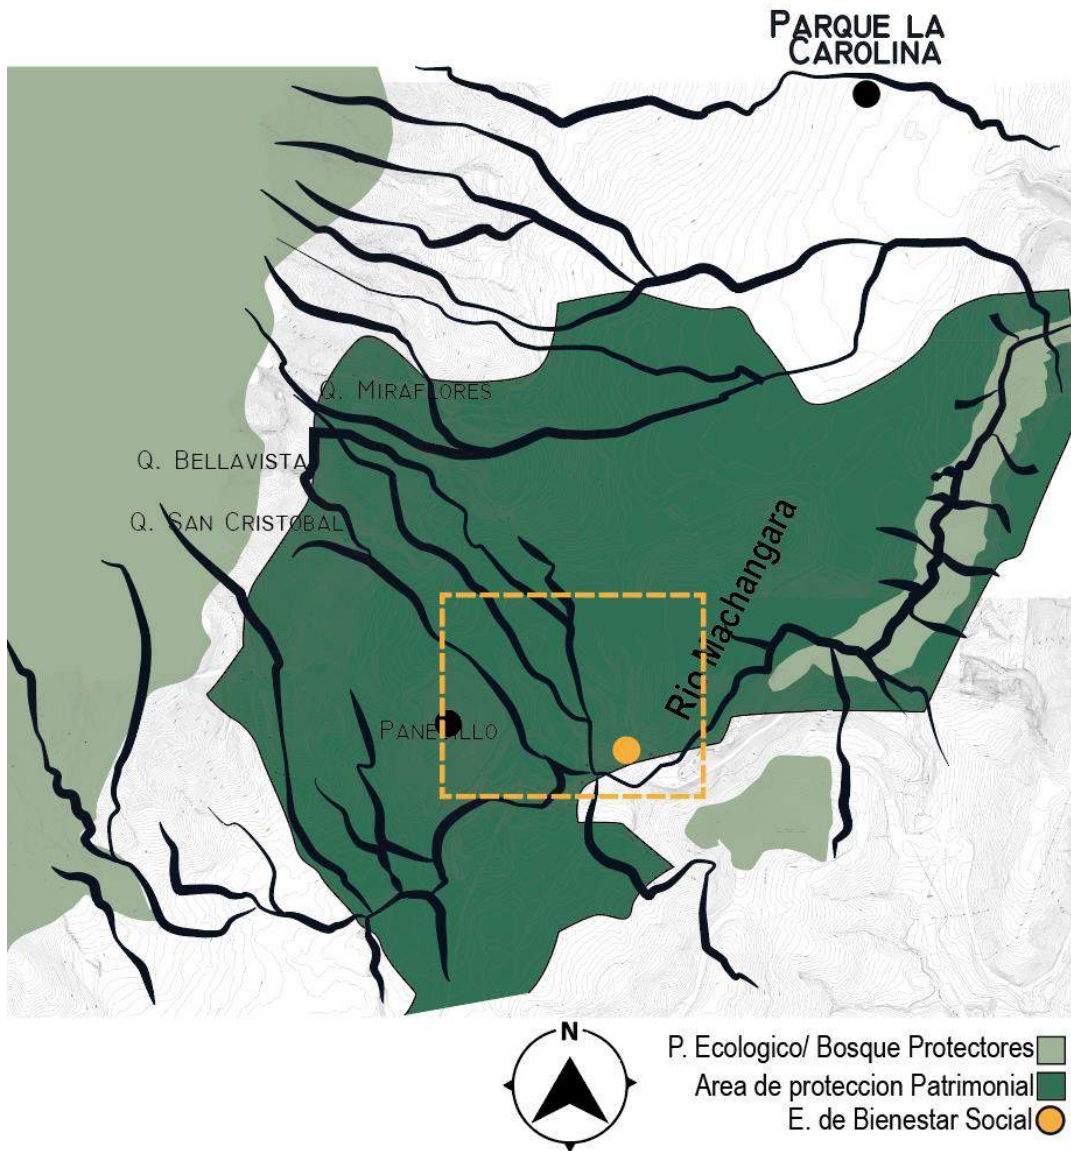 PARQUE LA
CAROLINA
Q. MIRAFLORES
Q. BELLAVISTA
Q. SAN CRISTOBAL
Rio Machangara
PANECILLO
N
P. Ecologico/ Bosque Protectores
Area de proteccion Patrimonial
E. de Bienestar Social